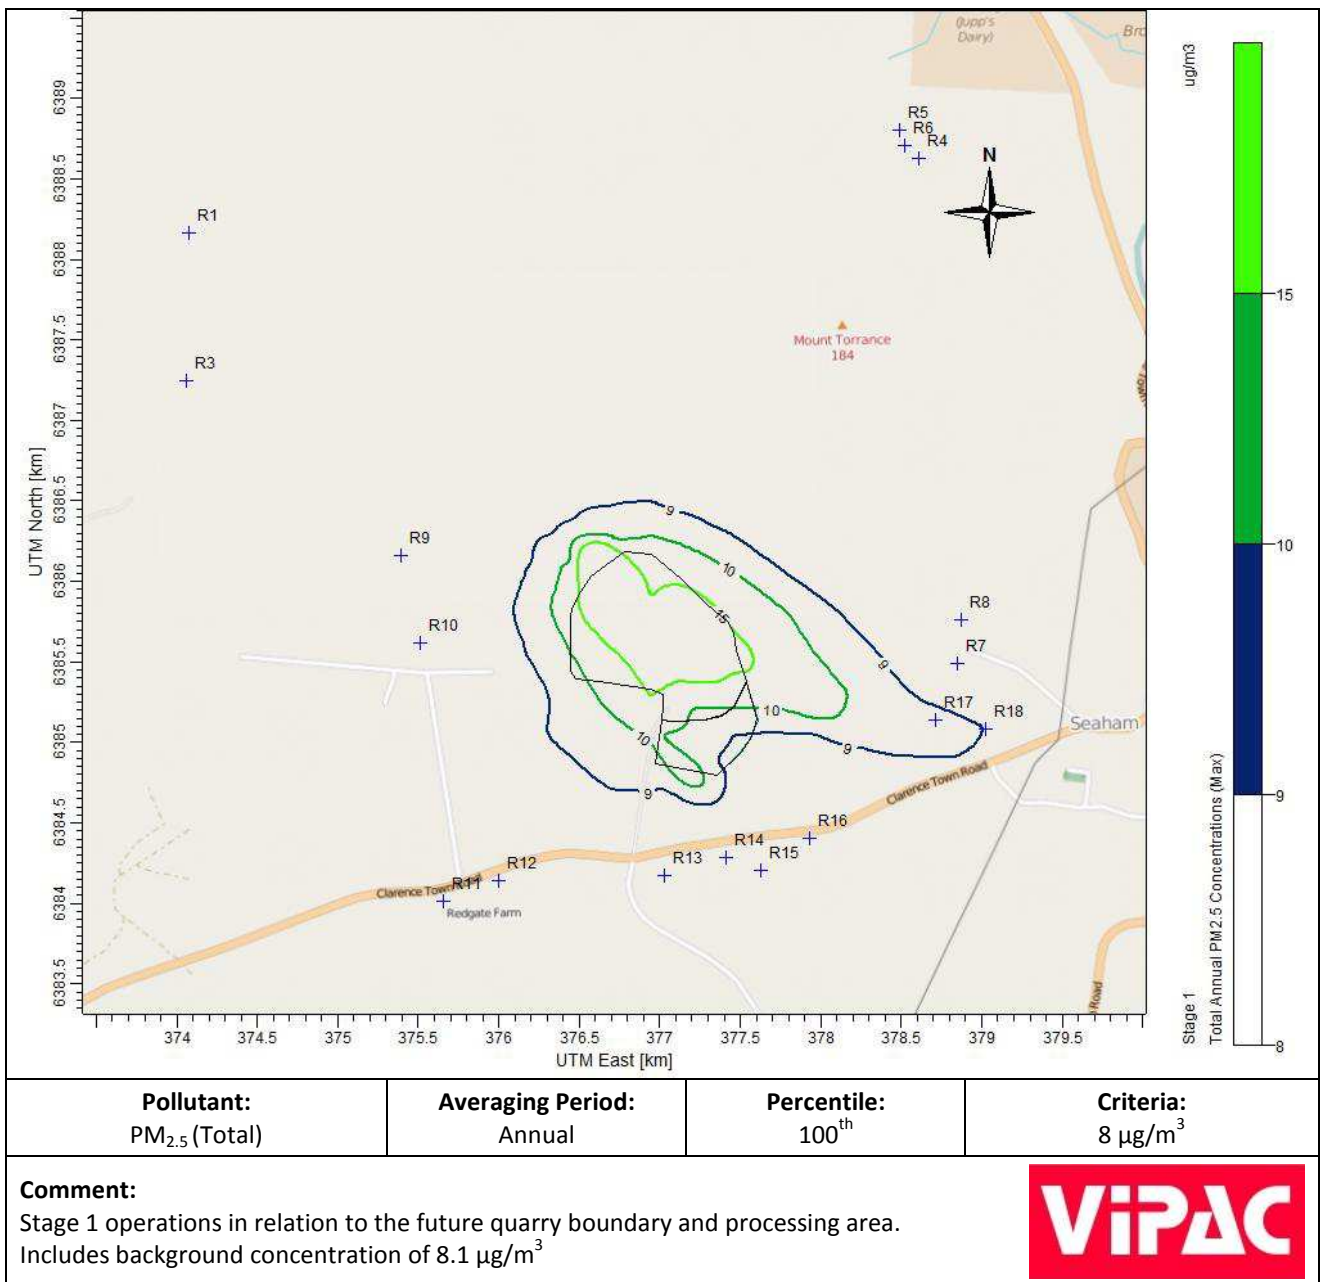 (Jupp's
Dairy)
Bro
ug/m3
R5
R6
R4
N
R1
R3
Mount Torrance
184
R9
R10
R8
R7
R17
R18
Seaham
9
10
15
9
10
10
9
9
Clarence Town Road
R16
R14
R15
R13
R12
R11
Clarence Town
Redgate Farm
Road
15
10
9
8
Stage 1
Total Annual PM2.5 Concentrations (Max)
UTM North [km]
6389
6388.5
6388
6387.5
6387
6386.5
6386
6385.5
6385
6384.5
6384
6383.5
374 374.5 375 375.5 376 376.5 377 377.5 378 378.5 379 379.5
UTM East [km]
Pollutant: Averaging Period: Percentile: Criteria:
PM2.5 (Total) Annual 100th 8 µg/m3
Comment:
Stage 1 operations in relation to the future quarry boundary and processing area.
Includes background concentration of 8.1 µg/m3
ViPAC